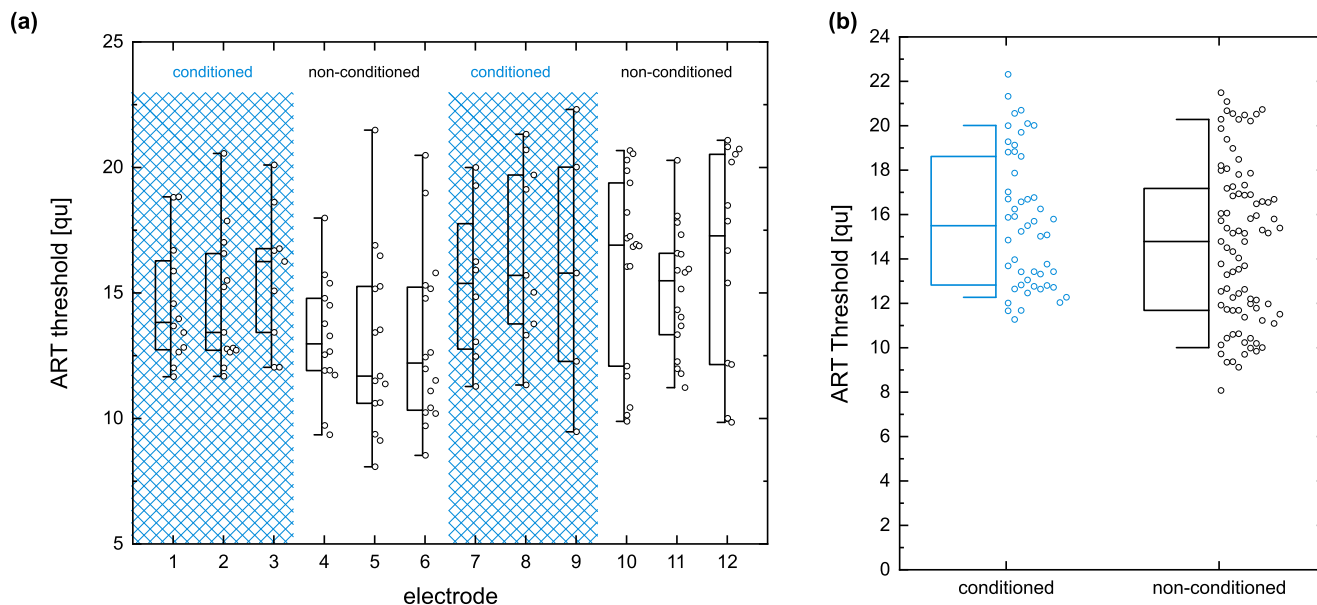 (a)
25
20
15
10
5
ART threshold [qu]
conditioned
non-conditioned
conditioned
non-conditioned
1 2 3 4 5 6 7 8 9 10 11 12
electrode
(b)
24
22
20
18
16
14
12
10
8
6
4
2
0
ART Threshold [qu]
conditioned non-conditioned